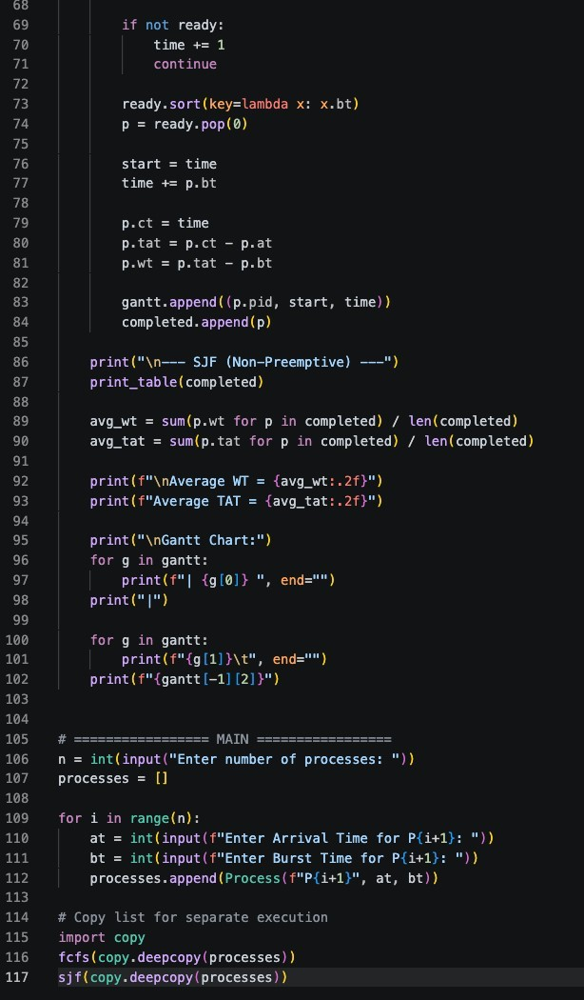 68
69 if not ready:
70 time += 1
71 continue
72
73 ready.sort(key=lambda x: x.bt)
74 p = ready.pop(0)
75
76 start = time
77 time += p.bt
78
79 p.ct = time
80 p.tat = p.ct - p.at
81 p.wt = p.tat - p.bt
82
83 gantt.append((p.pid, start, time))
84 completed.append(p)
85
86 print("\n--- SJF (Non-Preemptive) ---")
87 print_table(completed)
88
89 avg_wt = sum(p.wt for p in completed) / len(completed)
90 avg_tat = sum(p.tat for p in completed) / len(completed)
91
92 print(f"\nAverage WT = {avg_wt:.2f}")
93 print(f"Average TAT = {avg_tat:.2f}")
94
95 print("\nGantt Chart:")
96 for g in gantt:
97 print(f"| {g[0]} ", end="")
98 print("|")
99
100 for g in gantt:
101 print(f"{g[1]}\t", end="")
102 print(f"{gantt[-1][2]}")
103
104
105 # ================= MAIN =================
106 n = int(input("Enter number of processes: "))
107 processes = []
108
109 for i in range(n):
110 at = int(input(f"Enter Arrival Time for P{i+1}: "))
111 bt = int(input(f"Enter Burst Time for P{i+1}: "))
112 processes.append(Process(f"P{i+1}", at, bt))
113
114 # Copy list for separate execution
115 import copy
116 fcfs(copy.deepcopy(processes))
117 sjf(copy.deepcopy(processes))